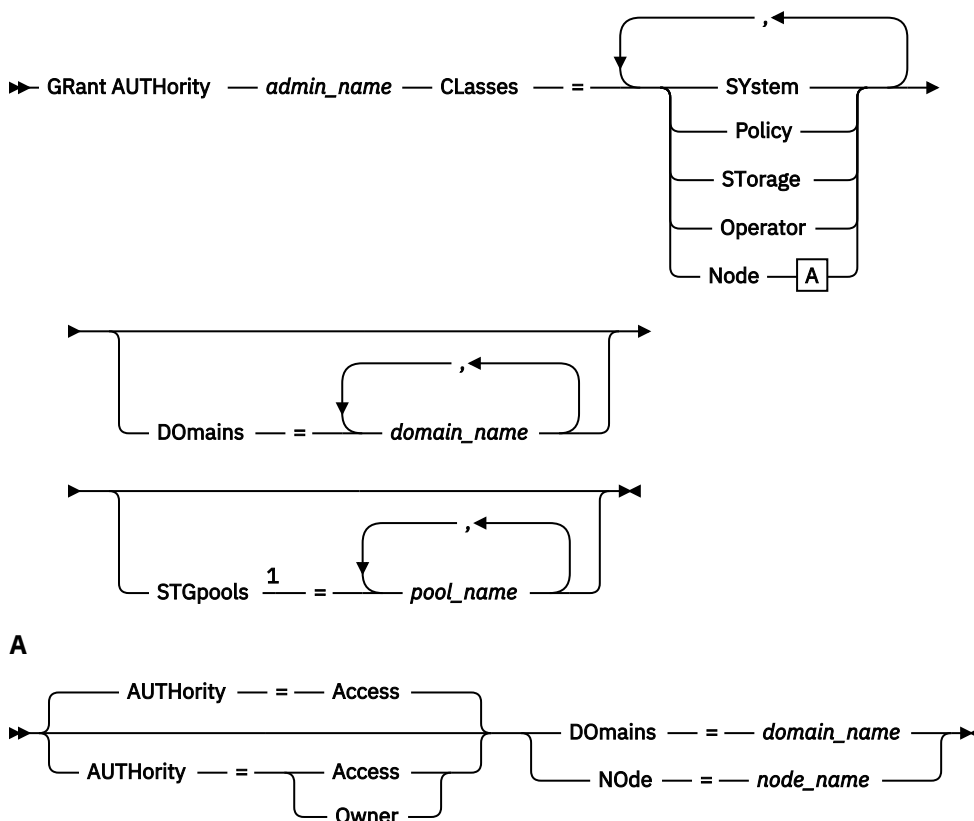 ,
GRant AUTHority admin_name CLasses = SYstem
Policy
STorage
Operator
Node A
,
DOmains = domain_name
,
STGpools 1 = pool_name
A
AUTHority = Access
DOmains = domain_name
AUTHority = Access
NOde = node_name
Owner